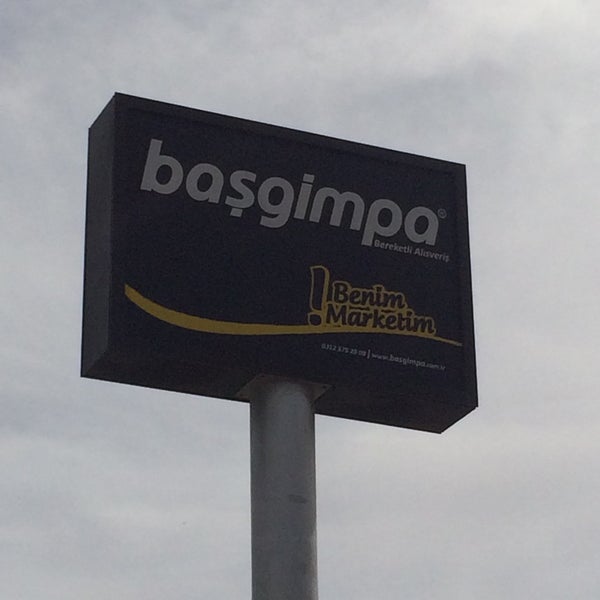 başgimpa®
Bereketli Alışveriş
! Benim
Marketim
www.basgimpa.com.tr